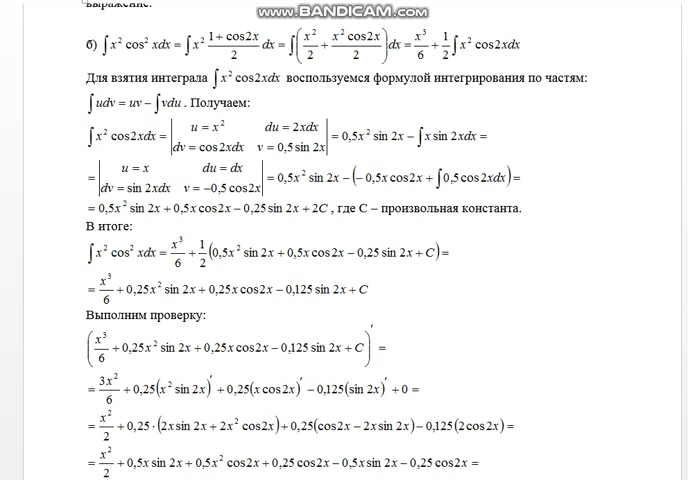 www.BANDICAM.com
выражение.
б) ∫x² cos² xdx = ∫x² (1+cos2x)/2 dx = ∫(x²/2 + (x² cos2x)/2)dx = x³/6 + 1/2 ∫x² cos2xdx
Для взятия интеграла ∫x² cos2xdx воспользуемся формулой интегрирования по частям:
∫udv = uv − ∫vdu. Получаем:
∫x² cos2xdx = |u = x² du = 2xdx dv = cos2xdx v = 0,5 sin 2x| = 0,5x² sin 2x − ∫x sin 2xdx =
= |u = x du = dx dv = sin 2xdx v = −0,5 cos2x| = 0,5x² sin 2x − (− 0,5x cos2x + ∫0,5 cos2xdx) =
= 0,5x² sin 2x + 0,5x cos2x − 0,25 sin 2x + 2C, где С – произвольная константа.
В итоге:
∫x² cos² xdx = x³/6 + 1/2 (0,5x² sin 2x + 0,5x cos2x − 0,25 sin 2x + C) =
= x³/6 + 0,25x² sin 2x + 0,25x cos2x − 0,125 sin 2x + C
Выполним проверку:
(x³/6 + 0,25x² sin 2x + 0,25x cos2x − 0,125 sin 2x + C)′ =
= 3x²/6 + 0,25(x² sin 2x)′ + 0,25(x cos2x)′ − 0,125(sin 2x)′ + 0 =
= x²/2 + 0,25·(2x sin 2x + 2x² cos2x) + 0,25(cos2x − 2x sin 2x) − 0,125(2 cos2x) =
= x²/2 + 0,5x sin 2x + 0,5x² cos2x + 0,25 cos2x − 0,5x sin 2x − 0,25 cos2x =